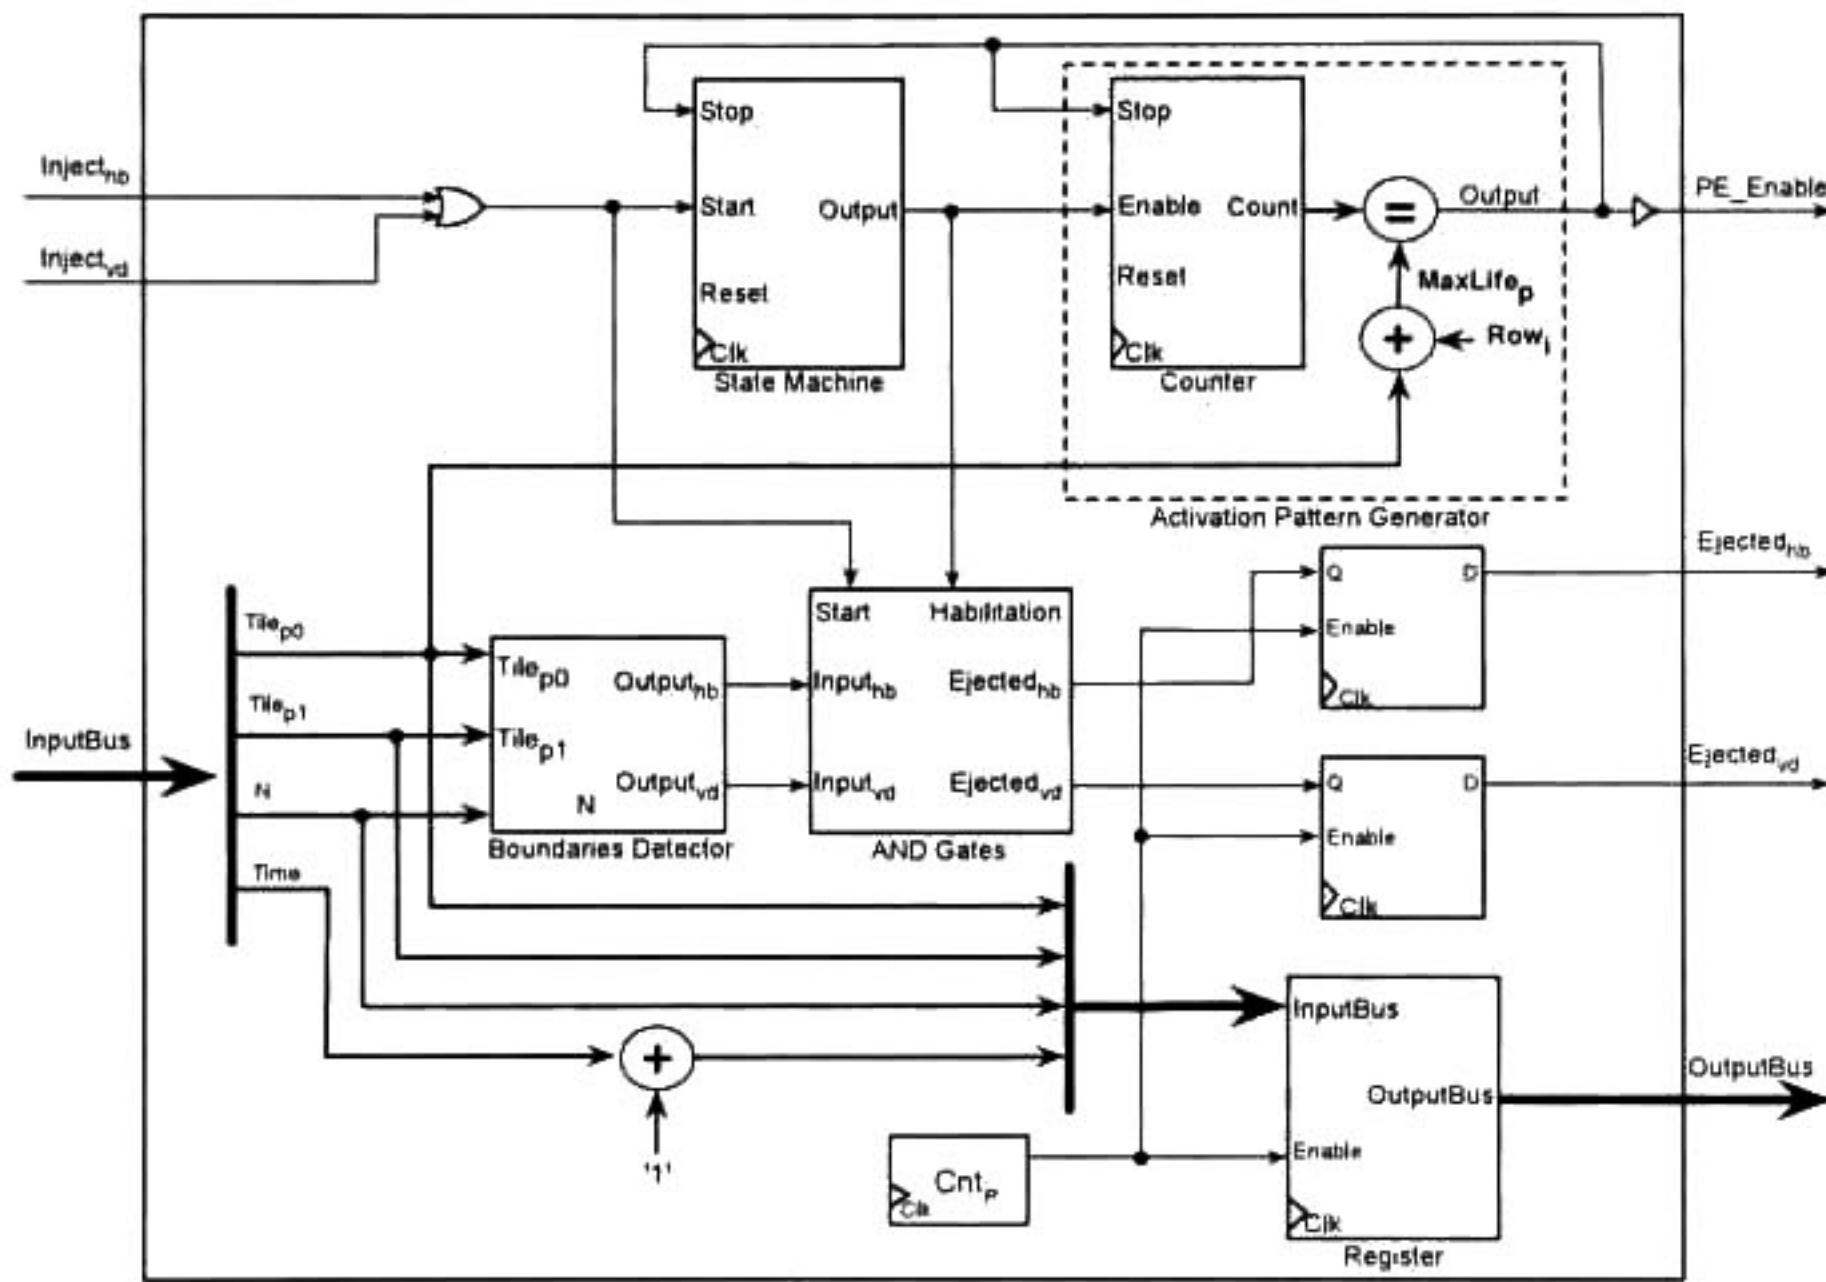 Stop
Stop
Inject_hb
Inject_vd
Start
Output
Enable
Count
=
Output
PE_Enable
Reset
Reset
MaxLife_p
Row_i
+
Clk
Clk
State Machine
Counter
Activation Pattern Generator
Ejected_hb
Q
D
Enable
Clk
Start
Habilitation
Tile_p0
Tile_p0
Output_hb
Input_hb
Ejected_hb
Tile_p1
Tile_p1
InputBus
Ejected_vd
N
N
Output_vd
Input_vd
Ejected_vd
Q
D
Enable
Clk
Boundaries Detector
AND Gates
Time
InputBus
+
OutputBus
OutputBus
'1'
Cnt
Clk
Enable
Clk
Register